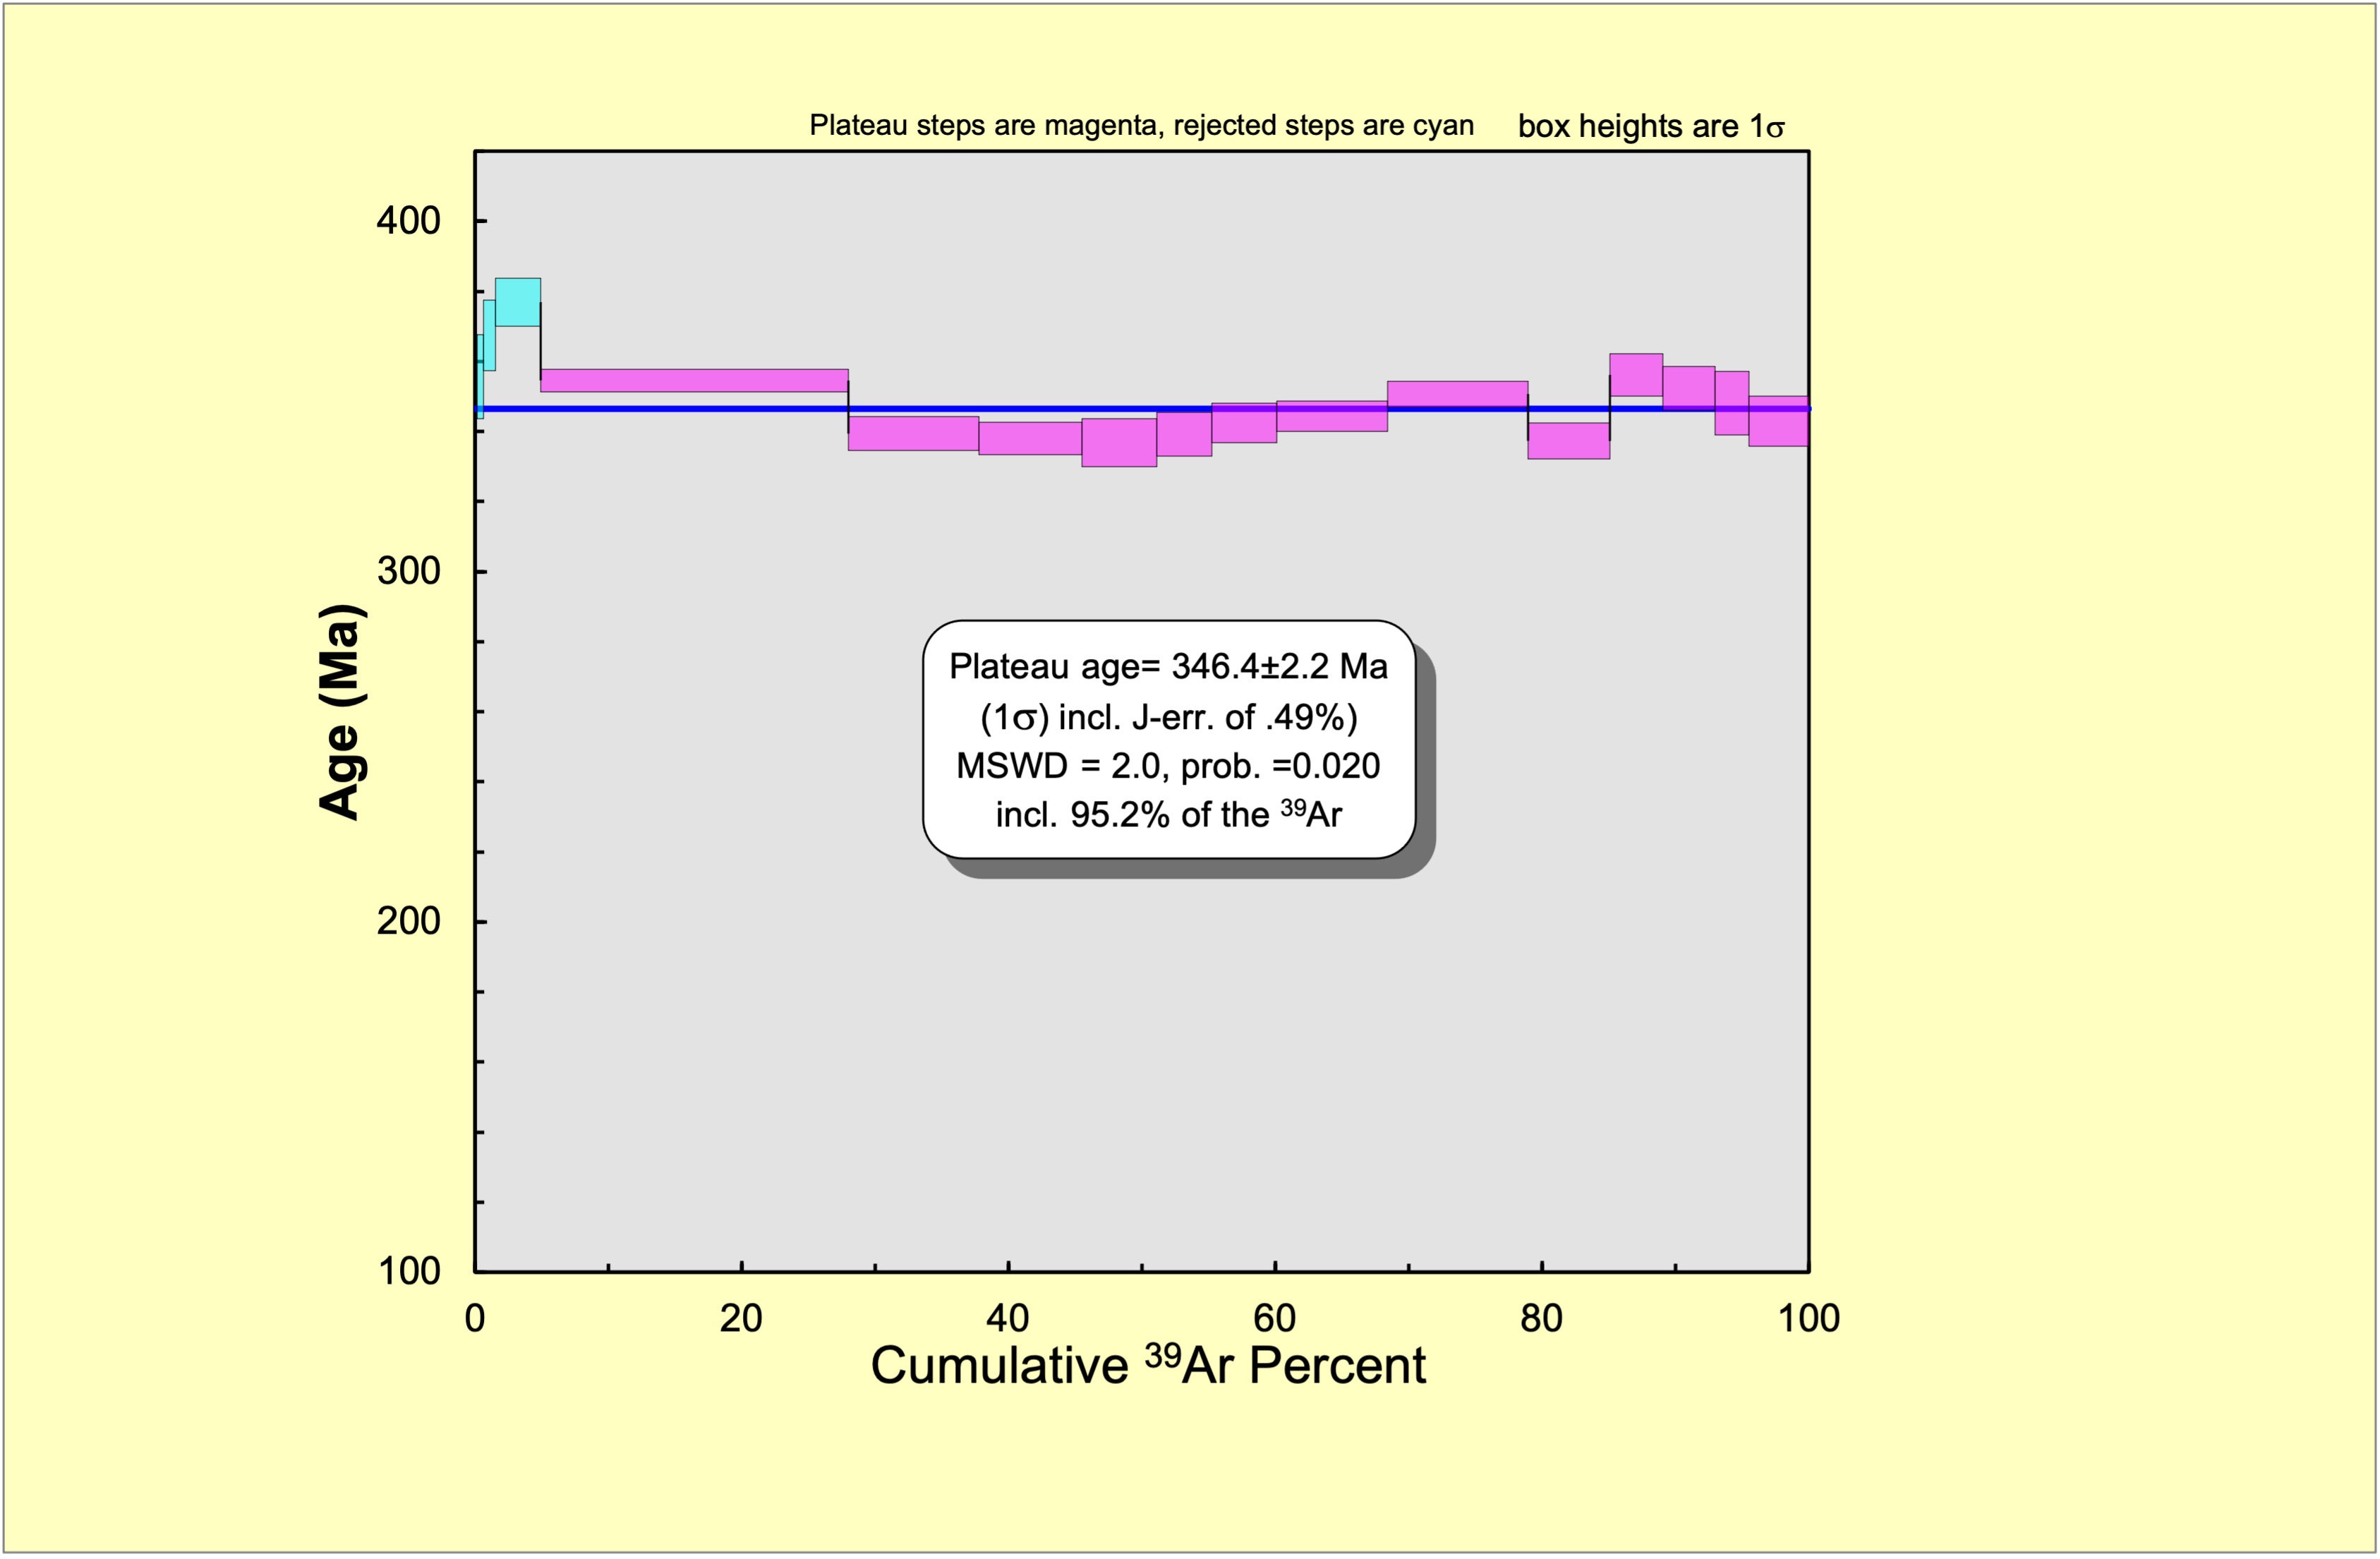 Plateau steps are magenta, rejected steps are cyan box heights are 1σ
400
300
200
100
Age (Ma)
Plateau age= 346.4±2.2 Ma
(1σ) incl. J-err. of .49%)
MSWD = 2.0, prob. =0.020
incl. 95.2% of the ³⁹Ar
0 20 40 60 80 100
Cumulative ³⁹Ar Percent